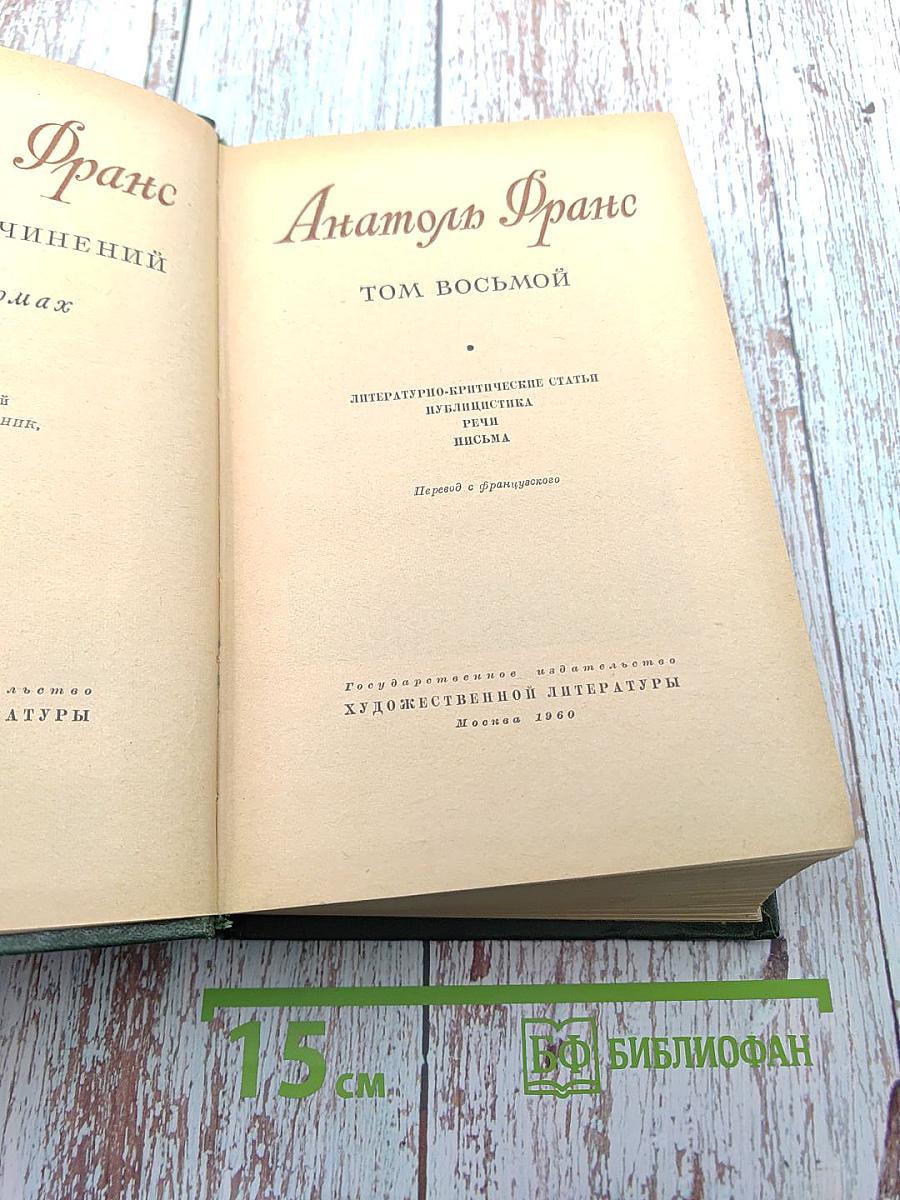 Франс
ЧИНЕНИЙ
омах
й
ник,
льство
АТУРЫ
Анатоль Франс
ТОМ ВОСЬМОЙ
•
ЛИТЕРАТУРНО-КРИТИЧЕСКИЕ СТАТЬИ
ПУБЛИЦИСТИКА
РЕЧИ
ПИСЬМА
Перевод с французского
Государственное издательство
ХУДОЖЕСТВЕННОЙ ЛИТЕРАТУРЫ
Москва 1960
15 см
БФ БИБЛИОФАН